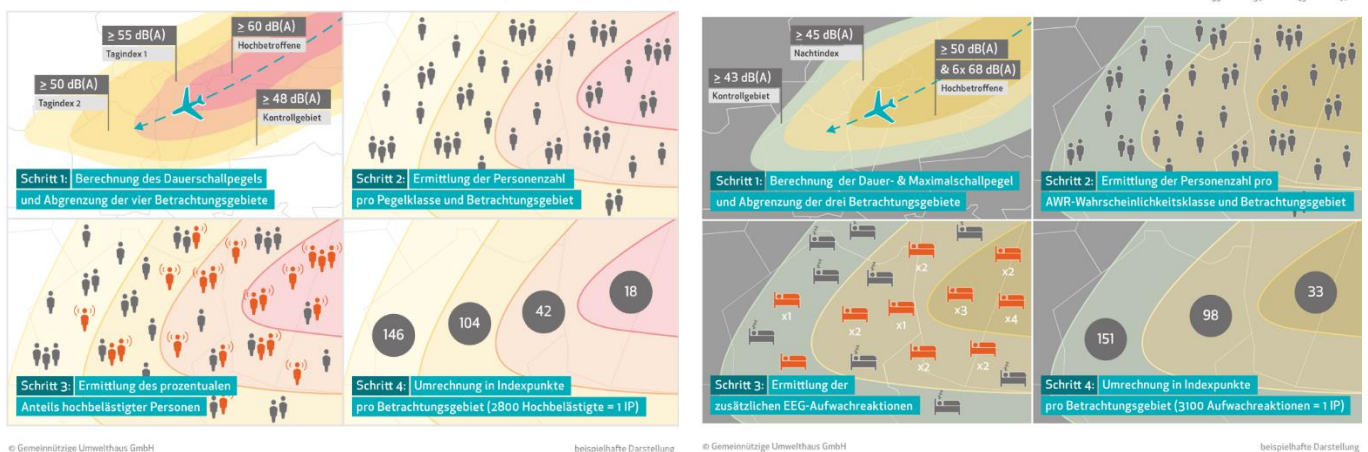 ≥ 55 dB(A)
Tagindex 1
≥ 60 dB(A)
Hochbetroffene
≥ 50 dB(A)
Tagindex 2
≥ 48 dB(A)
Kontrollgebiet
Schritt 1: Berechnung des Dauerschallpegels
und Abgrenzung der vier Betrachtungsgebiete
Schritt 2: Ermittlung der Personenzahl
pro Pegelklasse und Betrachtungsgebiet
Schritt 3: Ermittlung des prozentualen
Anteils hochbelästigter Personen
146
104
42
18
Schritt 4: Umrechnung in Indexpunkte
pro Betrachtungsgebiet (2800 Hochbelästigte = 1 IP)
© Gemeinnützige Umwelthaus GmbH
beispielhafte Darstellung
≥ 45 dB(A)
Nachtindex
≥ 50 dB(A)
& 6x 68 dB(A)
Hochbetroffene
≥ 43 dB(A)
Kontrollgebiet
Schritt 1: Berechnung der Dauer- & Maximalschallpegel
und Abgrenzung der drei Betrachtungsgebiete
Schritt 2: Ermittlung der Personenzahl pro
AWR-Wahrscheinlichkeitsklasse und Betrachtungsgebiet
x2
x2
x1
x2
x1
x3
x4
x2
x2
Schritt 3: Ermittlung der
zusätzlichen EEG-Aufwachreaktionen
151
98
33
Schritt 4: Umrechnung in Indexpunkte
pro Betrachtungsgebiet (3100 Aufwachreaktionen = 1 IP)
© Gemeinnützige Umwelthaus GmbH
beispielhafte Darstellung